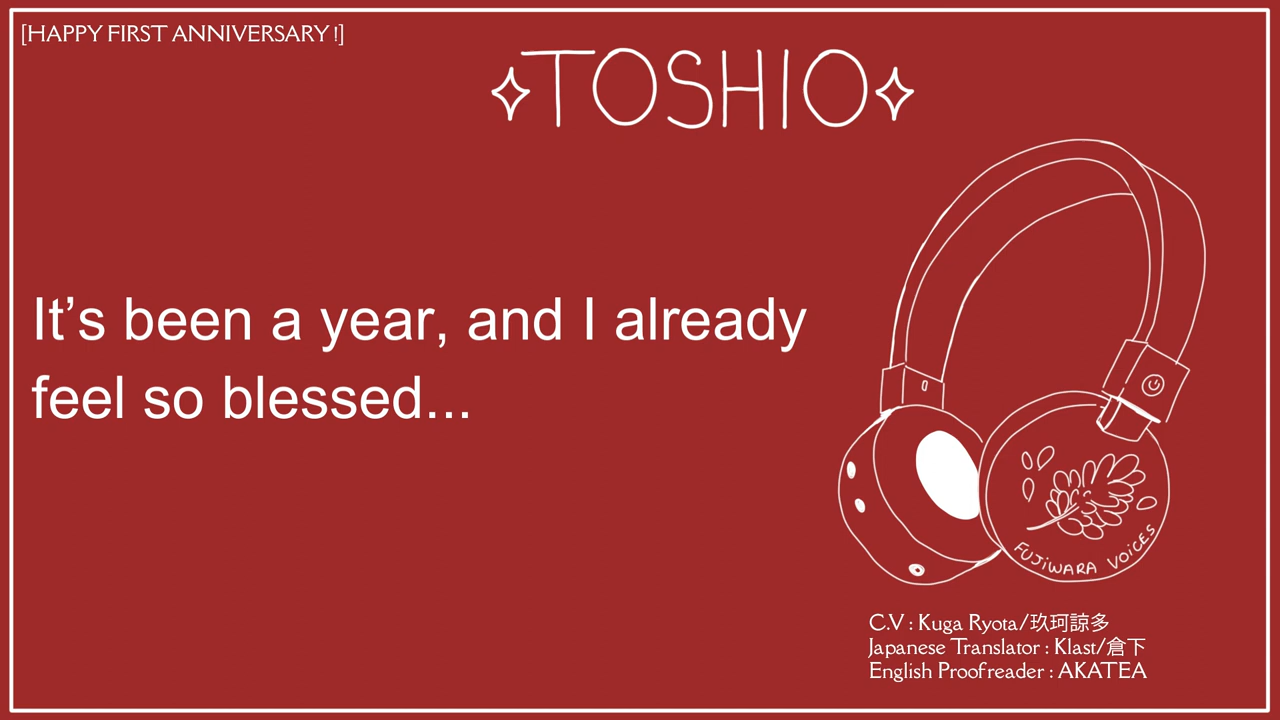 [HAPPY FIRST ANNIVERSARY !]
TOSHIO
It’s been a year, and I already
feel so blessed...
FUJIWARA VOICES
C.V : Kuga Ryota/玖珂諒多
Japanese Translator : Klast/倉下
English Proofreader : AKATEA